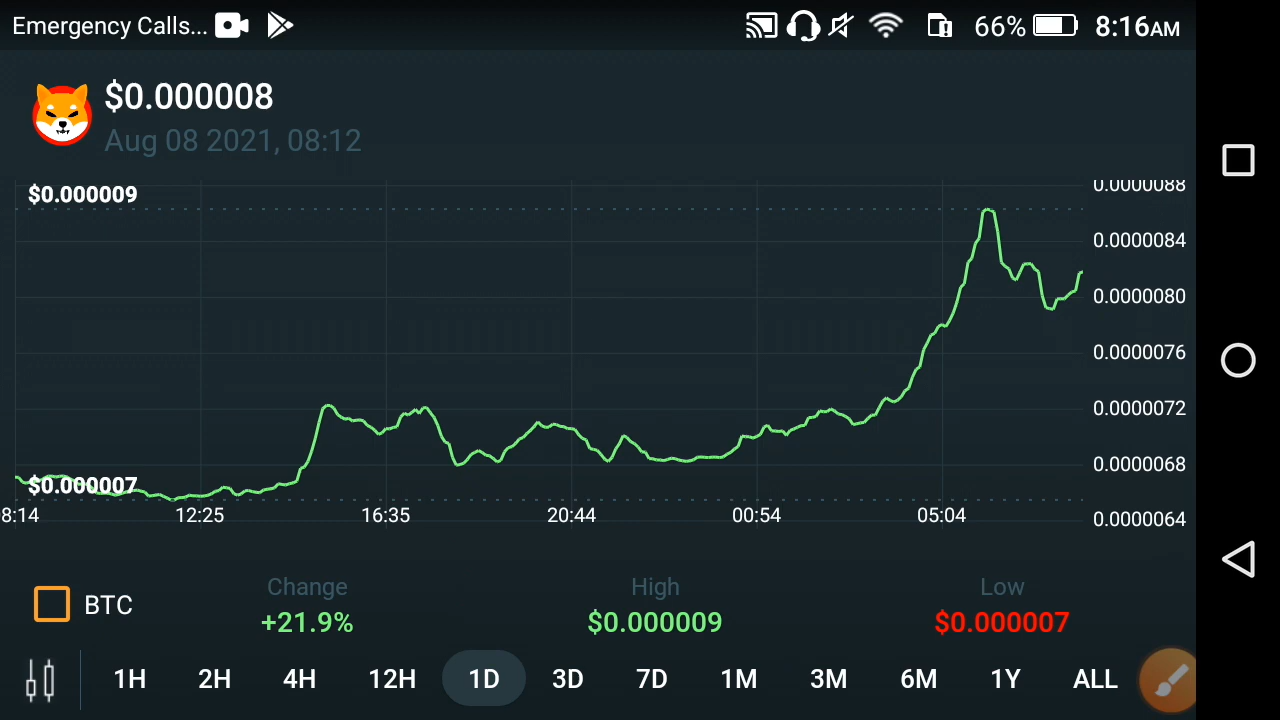 Emergency Calls... 66% 8:16AM
$0.000008
Aug 08 2021, 08:12
$0.000009
0.0000088
0.0000084
0.0000080
0.0000076
0.0000072
0.0000068
$0.000007
8:14 12:25 16:35 20:44 00:54 05:04
0.0000064
BTC
Change High Low
+21.9% $0.000009 $0.000007
1H 2H 4H 12H 1D 3D 7D 1M 3M 6M 1Y ALL